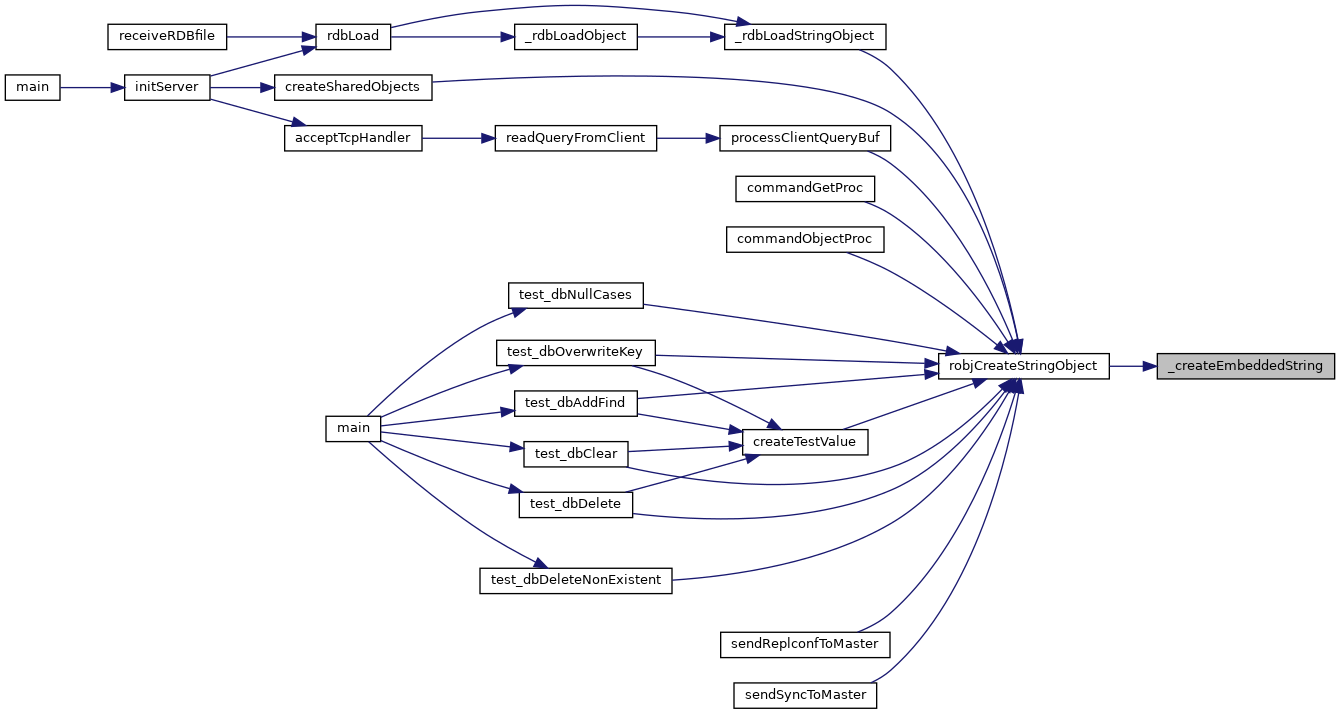 receiveRDBfile
rdbLoad
_rdbLoadObject
_rdbLoadStringObject
main
initServer
createSharedObjects
acceptTcpHandler
readQueryFromClient
processClientQueryBuf
commandGetProc
commandObjectProc
test_dbNullCases
test_dbOverwriteKey
robjCreateStringObject
_createEmbeddedString
test_dbAddFind
main
createTestValue
test_dbClear
test_dbDelete
test_dbDeleteNonExistent
sendReplconfToMaster
sendSyncToMaster